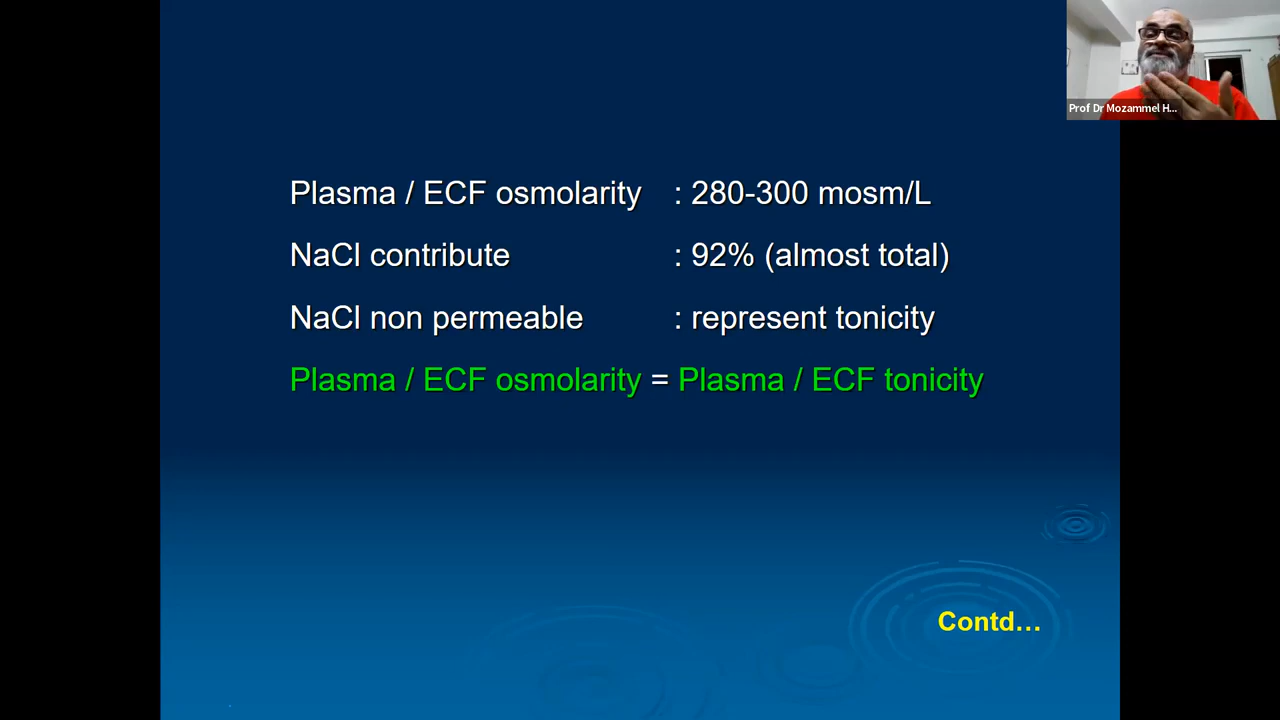 Prof Dr Mozammel H...
Plasma / ECF osmolarity : 280-300 mosm/L
NaCl contribute : 92% (almost total)
NaCl non permeable : represent tonicity
Plasma / ECF osmolarity = Plasma / ECF tonicity
Contd...